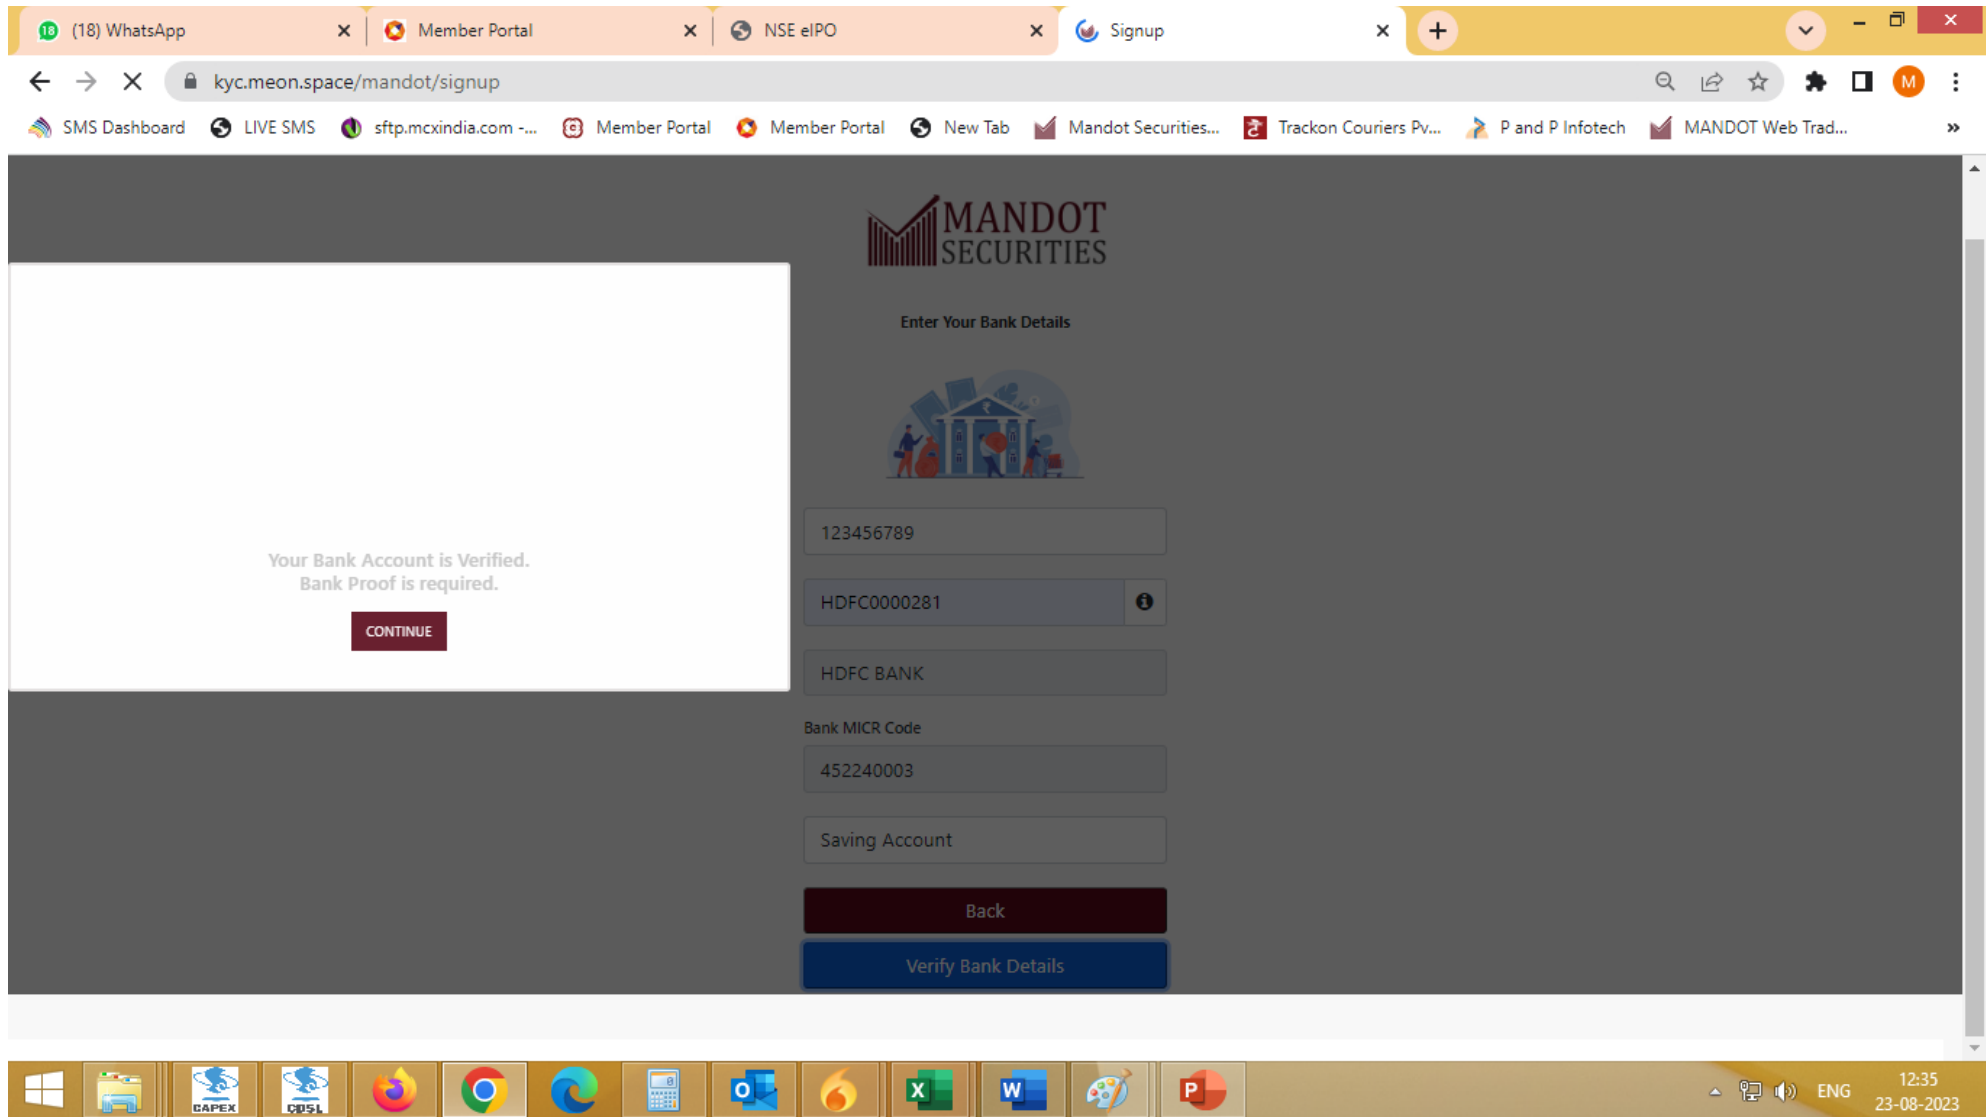 18 (18) WhatsApp
Member Portal
NSE eIPO
Signup
kyc.meon.space/mandot/signup
M
SMS Dashboard
LIVE SMS
sftp.mcxindia.com -...
Member Portal
Member Portal
New Tab
Mandot Securities...
Trackon Couriers Pv...
P and P Infotech
MANDOT Web Trad...
»
MANDOT
SECURITIES
Enter Your Bank Details
123456789
Your Bank Account is Verified.
Bank Proof is required.
CONTINUE
HDFC0000281
HDFC BANK
Bank MICR Code
452240003
Saving Account
Back
Verify Bank Details
CAPEX
CDSL
ENG
12:35
23-08-2023